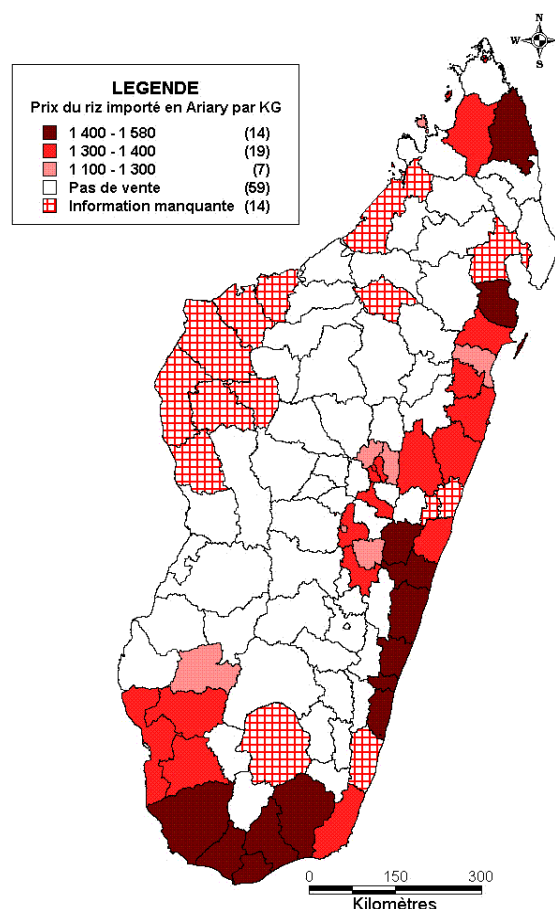 N
W E
S
LEGENDE
Prix du riz importé en Ariary par KG
1 400 - 1 580 (14)
1 300 - 1 400 (19)
1 100 - 1 300 (7)
Pas de vente (59)
Information manquante (14)
0 150 300
Kilomètres